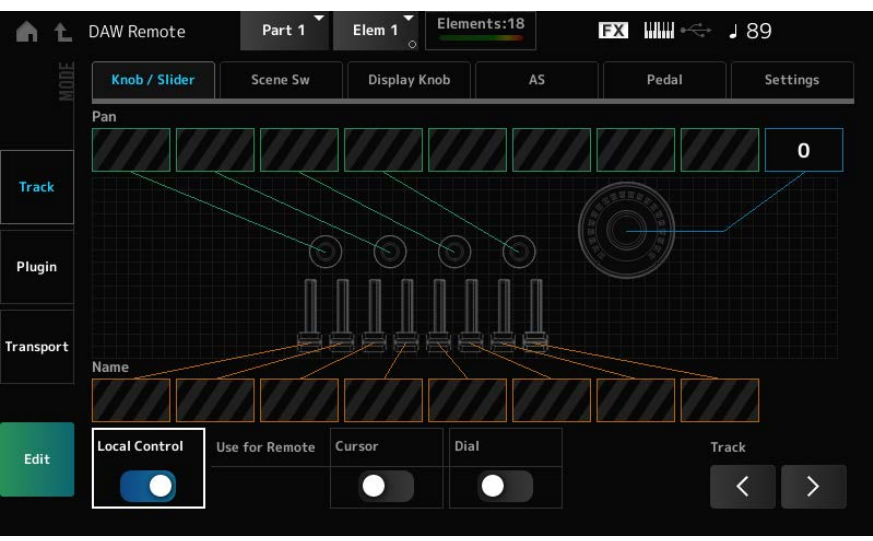 DAW Remote
Part 1
Elem 1
Elements:18
FX
♩ 89
MODE
Knob / Slider
Scene Sw
Display Knob
AS
Pedal
Settings
Pan
0
Track
Plugin
Transport
Name
Edit
Local Control
Use for Remote
Cursor
Dial
Track